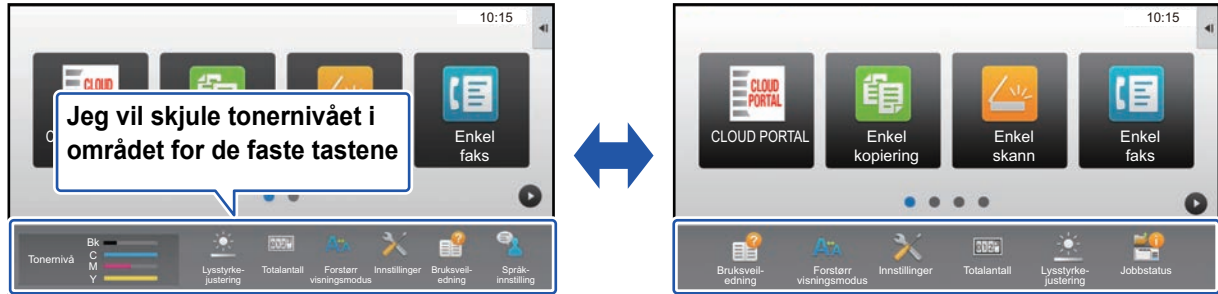 10:15
CLOUD
Jeg vil skjule tonernivået i
området for de faste tastene
Enkel
faks
Tonernivå
Bk
C
M
Y
Lysstyrke-
justering
Totalantall
Forstørr
visningsmodus
Innstillinger
Bruksveil-
edning
Språk-
innstilling
10:15
CLOUD
PORTAL
CLOUD PORTAL
Enkel
kopiering
Enkel
skann
Enkel
faks
Bruksveil-
edning
Forstørr
visningsmodus
Innstillinger
Totalantall
Lysstyrke-
justering
Jobbstatus